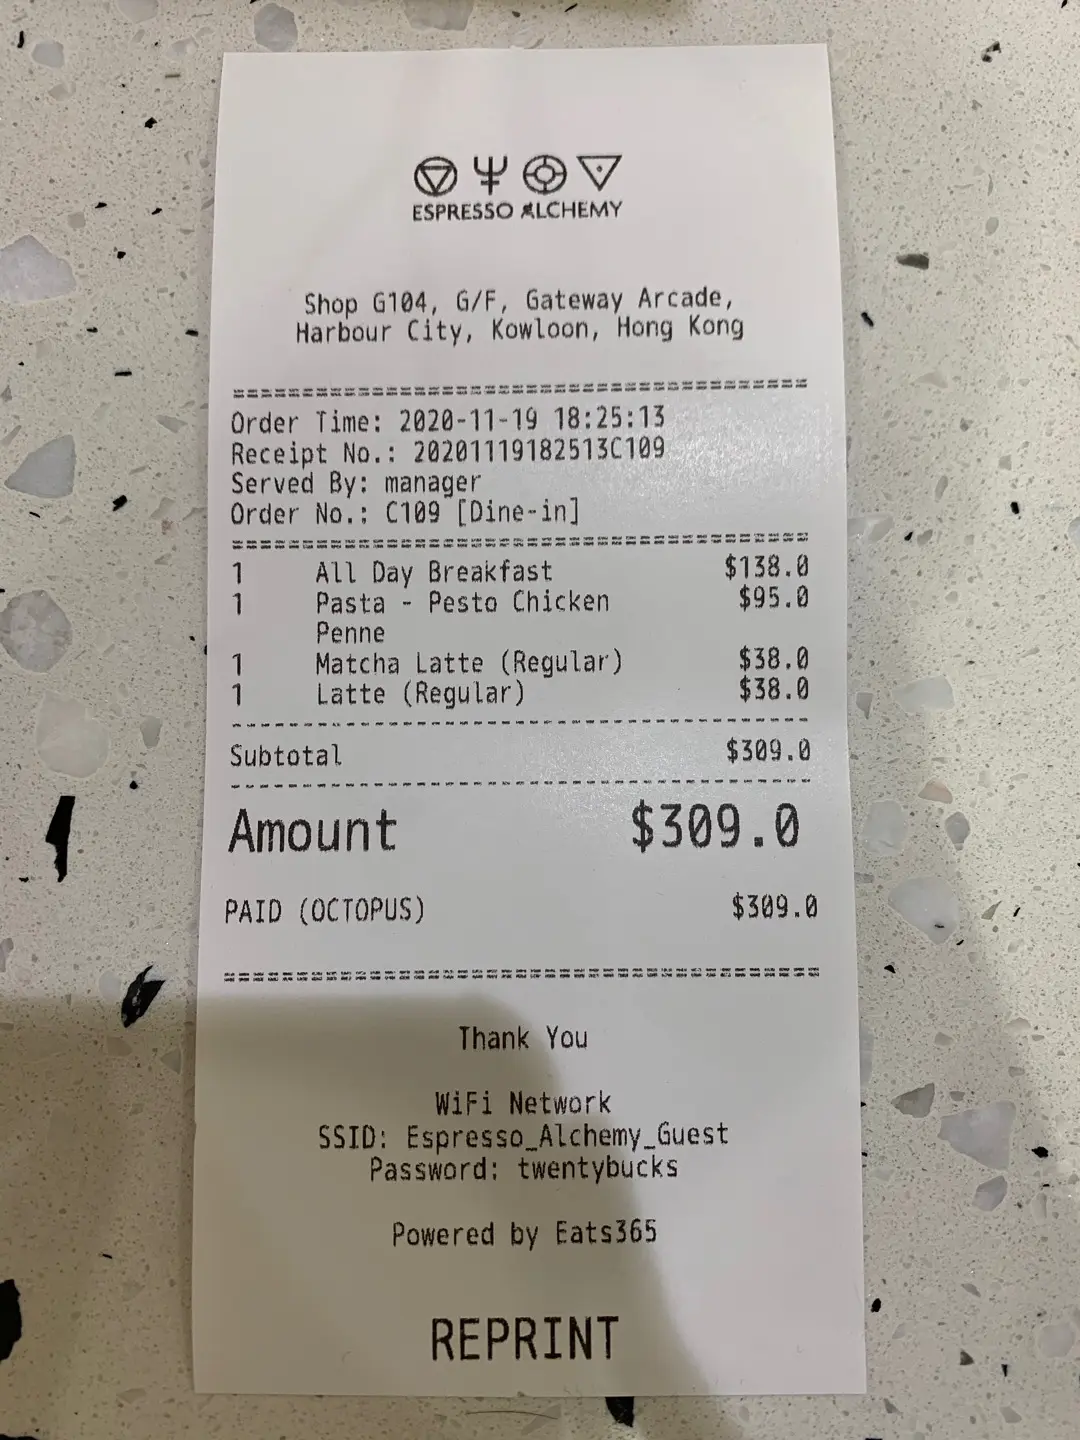 ESPRESSO ALCHEMY
Shop G104, G/F, Gateway Arcade,
Harbour City, Kowloon, Hong Kong
Order Time: 2020-11-19 18:25:13
Receipt No.: 20201119182513C109
Served By: manager
Order No.: C109 [Dine-in]
1 All Day Breakfast $138.0
1 Pasta - Pesto Chicken $95.0
Penne
1 Matcha Latte (Regular) $38.0
1 Latte (Regular) $38.0
Subtotal $309.0
Amount $309.0
PAID (OCTOPUS) $309.0
Thank You
WiFi Network
SSID: Espresso_Alchemy_Guest
Password: twentybucks
Powered by Eats365
REPRINT